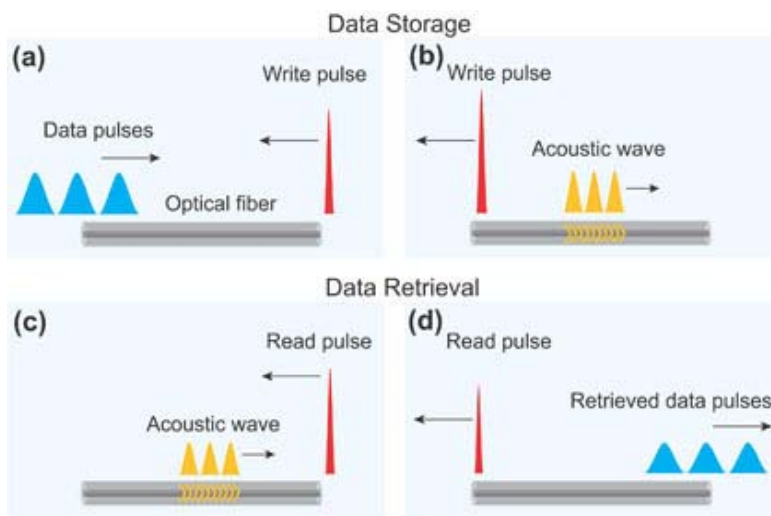 Data Storage
(a)
Write pulse
Data pulses
Optical fiber
(b)
Write pulse
Acoustic wave
Data Retrieval
(c)
Read pulse
Acoustic wave
(d)
Read pulse
Retrieved data pulses